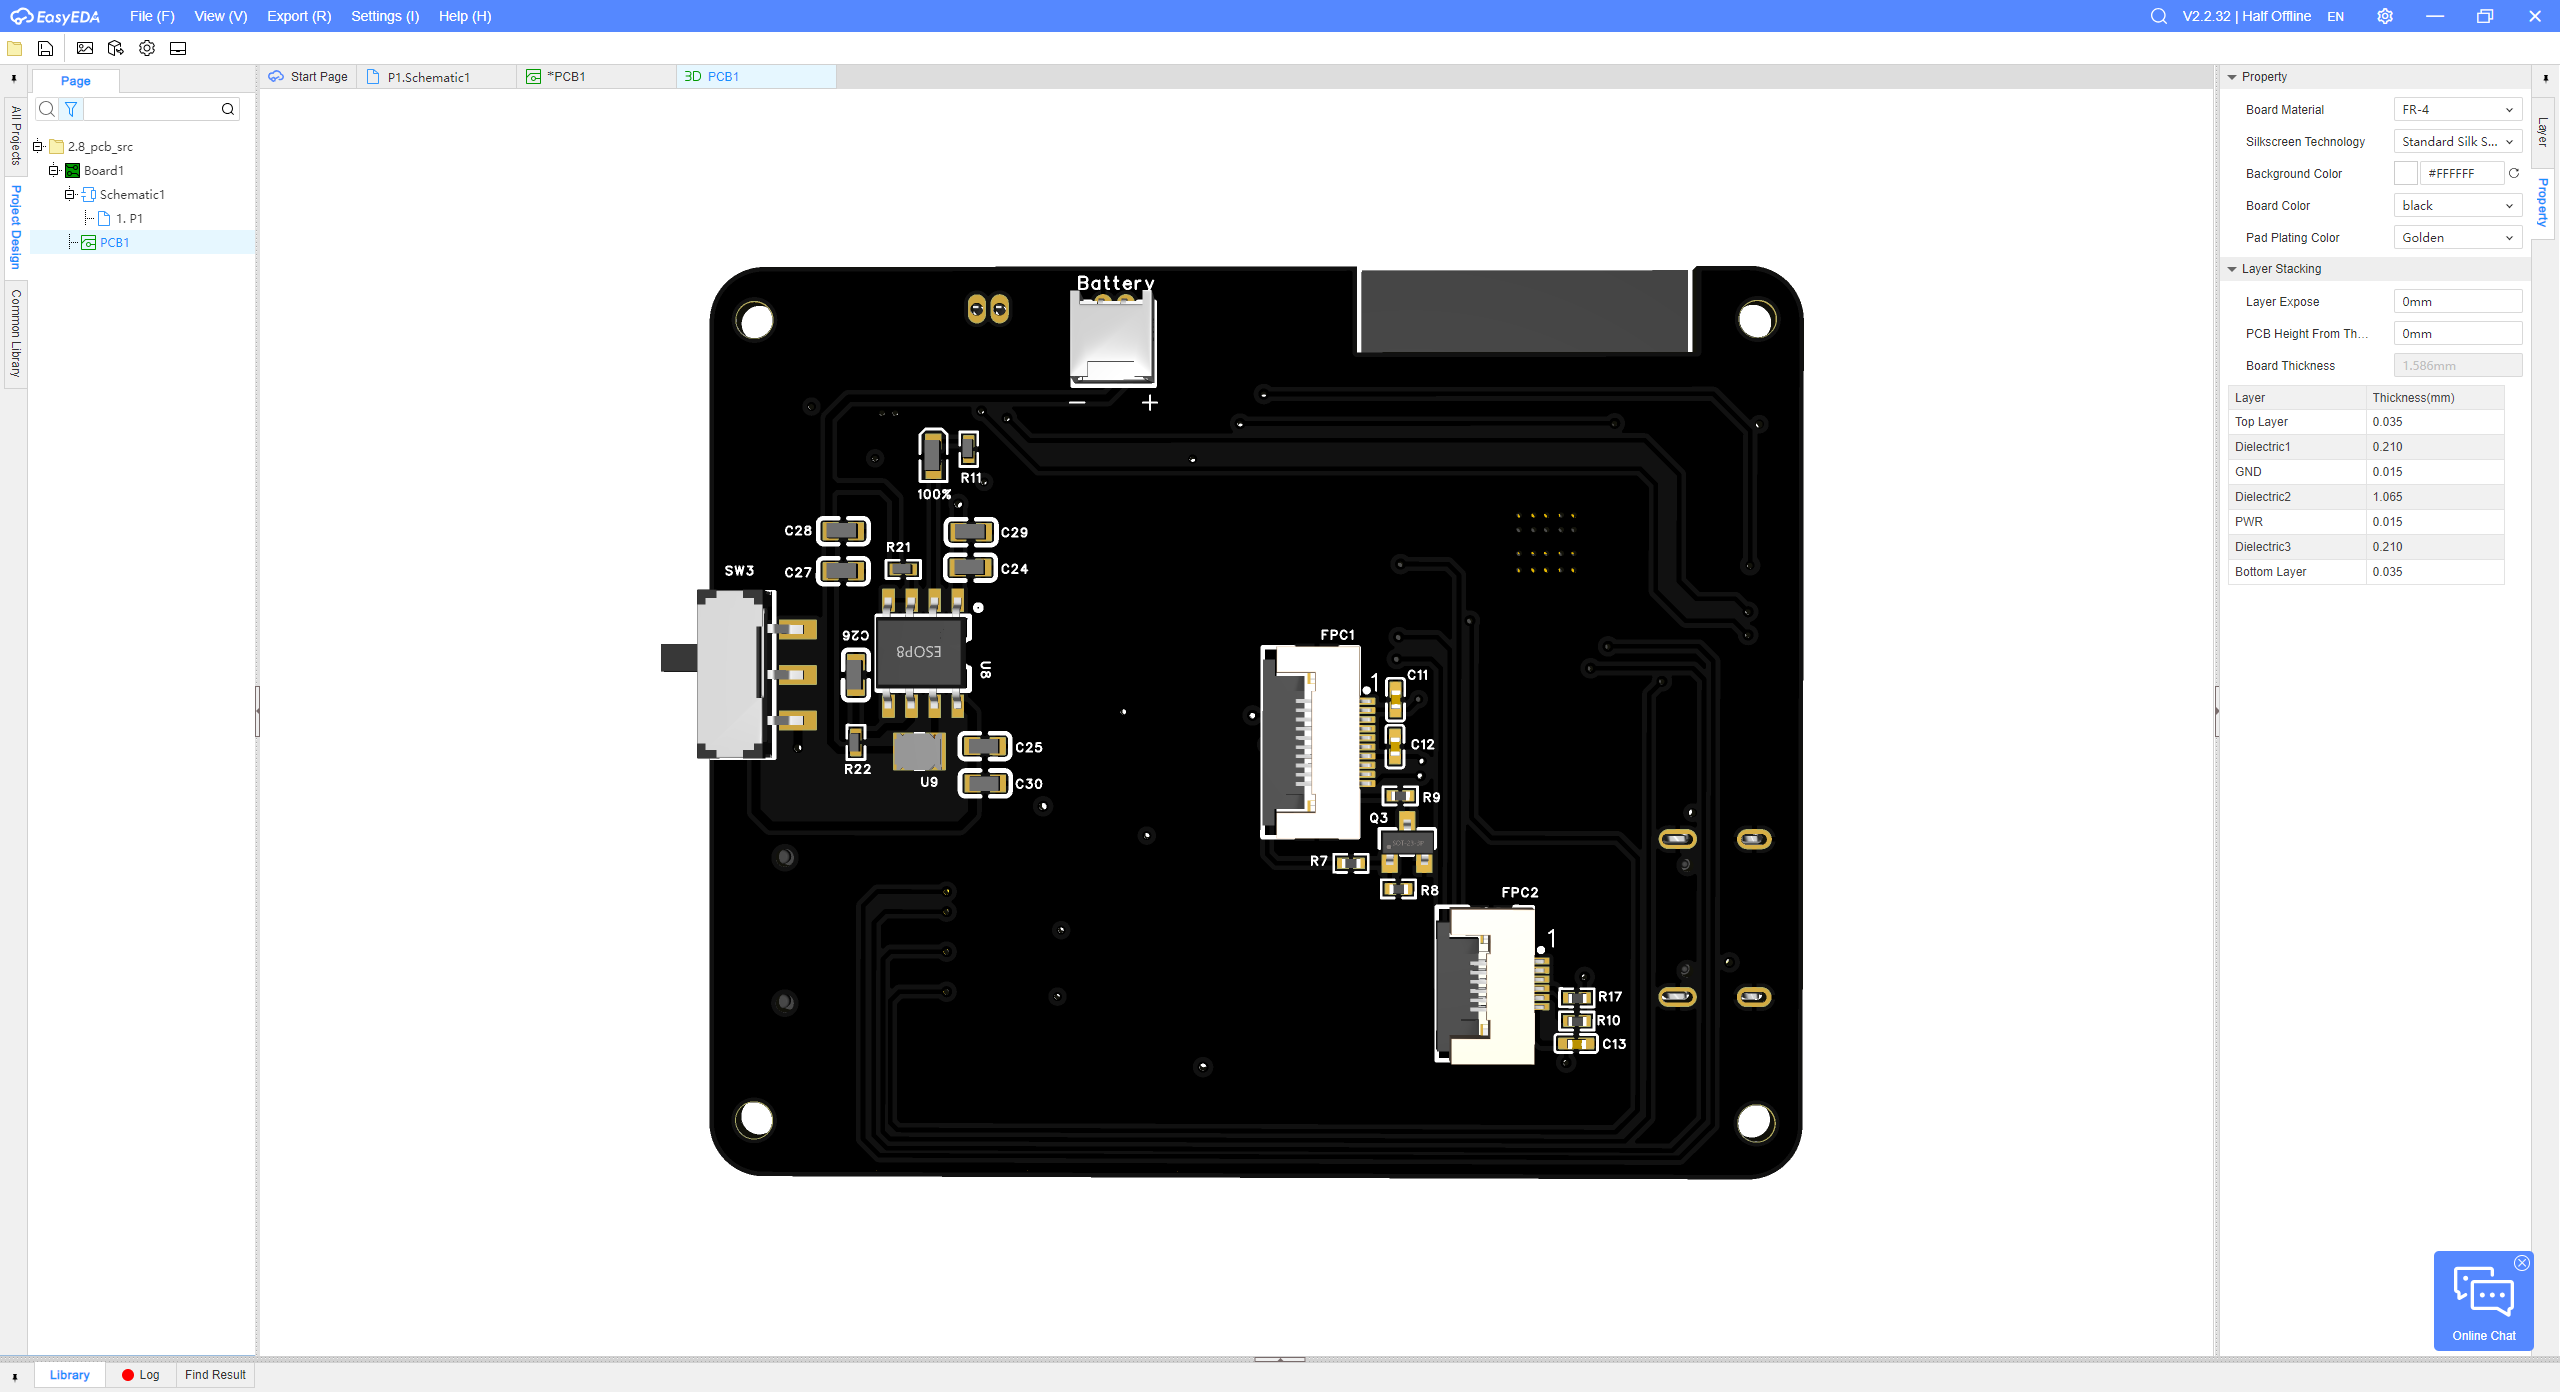 EasyEDA File (F) View (V) Export (R) Settings (I) Help (H) V2.2.32 | Half Offline EN
Page
Start Page P1.Schematic1 *PCB1 3D PCB1
All Projects
Project Design
Common Library
2.8_pcb_src
Board1
Schematic1
1. P1
PCB1
Battery
− +
R11
100%
C28 C29
R21
C27 C24
SW3
C26
ESOP8
U8
FPC1
1
C11
C12
C25
R22
U9
C30
R9
Q3
R7
R8
FPC2
1
R17
R10
C13
Property
Board Material FR-4
Silkscreen Technology Standard Silk S...
Background Color #FFFFFF
Board Color black
Pad Plating Color Golden
Layer Stacking
Layer Expose 0mm
PCB Height From Th... 0mm
Board Thickness 1.586mm
Layer Thickness(mm)
Top Layer 0.035
Dielectric1 0.210
GND 0.015
Dielectric2 1.065
PWR 0.015
Dielectric3 0.210
Bottom Layer 0.035
Layer
Property
Online Chat
Library Log Find Result